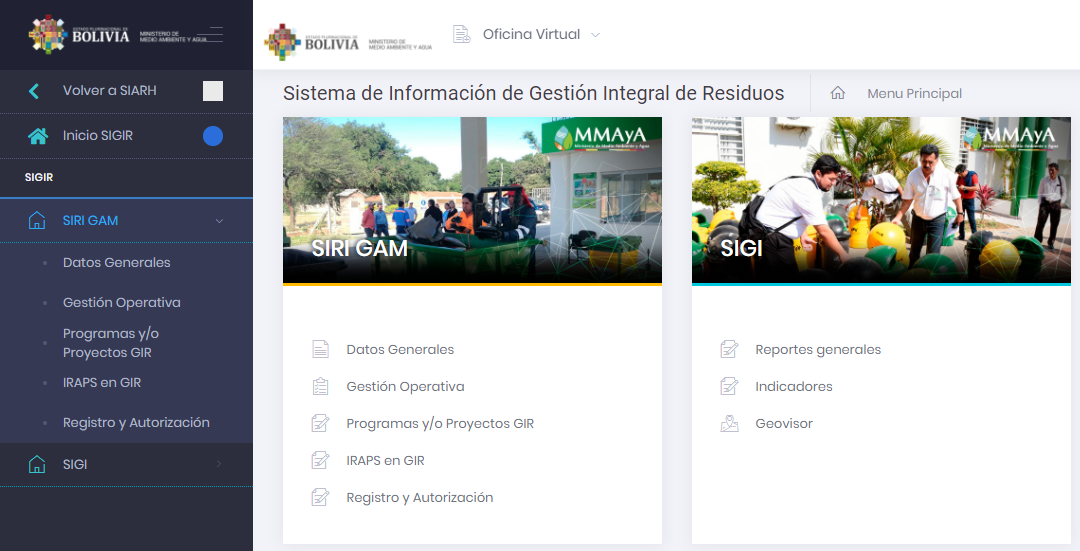 ESTADO PLURINACIONAL DE
BOLIVIA
MINISTERIO DE
MEDIO AMBIENTE Y AGUA
Volver a SIARH
Inicio SIGIR
SIGIR
SIRI GAM
Datos Generales
Gestión Operativa
Programas y/o
Proyectos GIR
IRAPS en GIR
Registro y Autorización
SIGI
ESTADO PLURINACIONAL DE
BOLIVIA
MINISTERIO DE
MEDIO AMBIENTE Y AGUA
Oficina Virtual
Sistema de Información de Gestión Integral de Residuos
Menu Principal
MMAyA
Ministerio de Medio Ambiente y Agua
SIRI GAM
Datos Generales
Gestión Operativa
Programas y/o Proyectos GIR
IRAPS en GIR
Registro y Autorización
MMAyA
Ministerio de Medio Ambiente y Agua
SIGI
Reportes generales
Indicadores
Geovisor